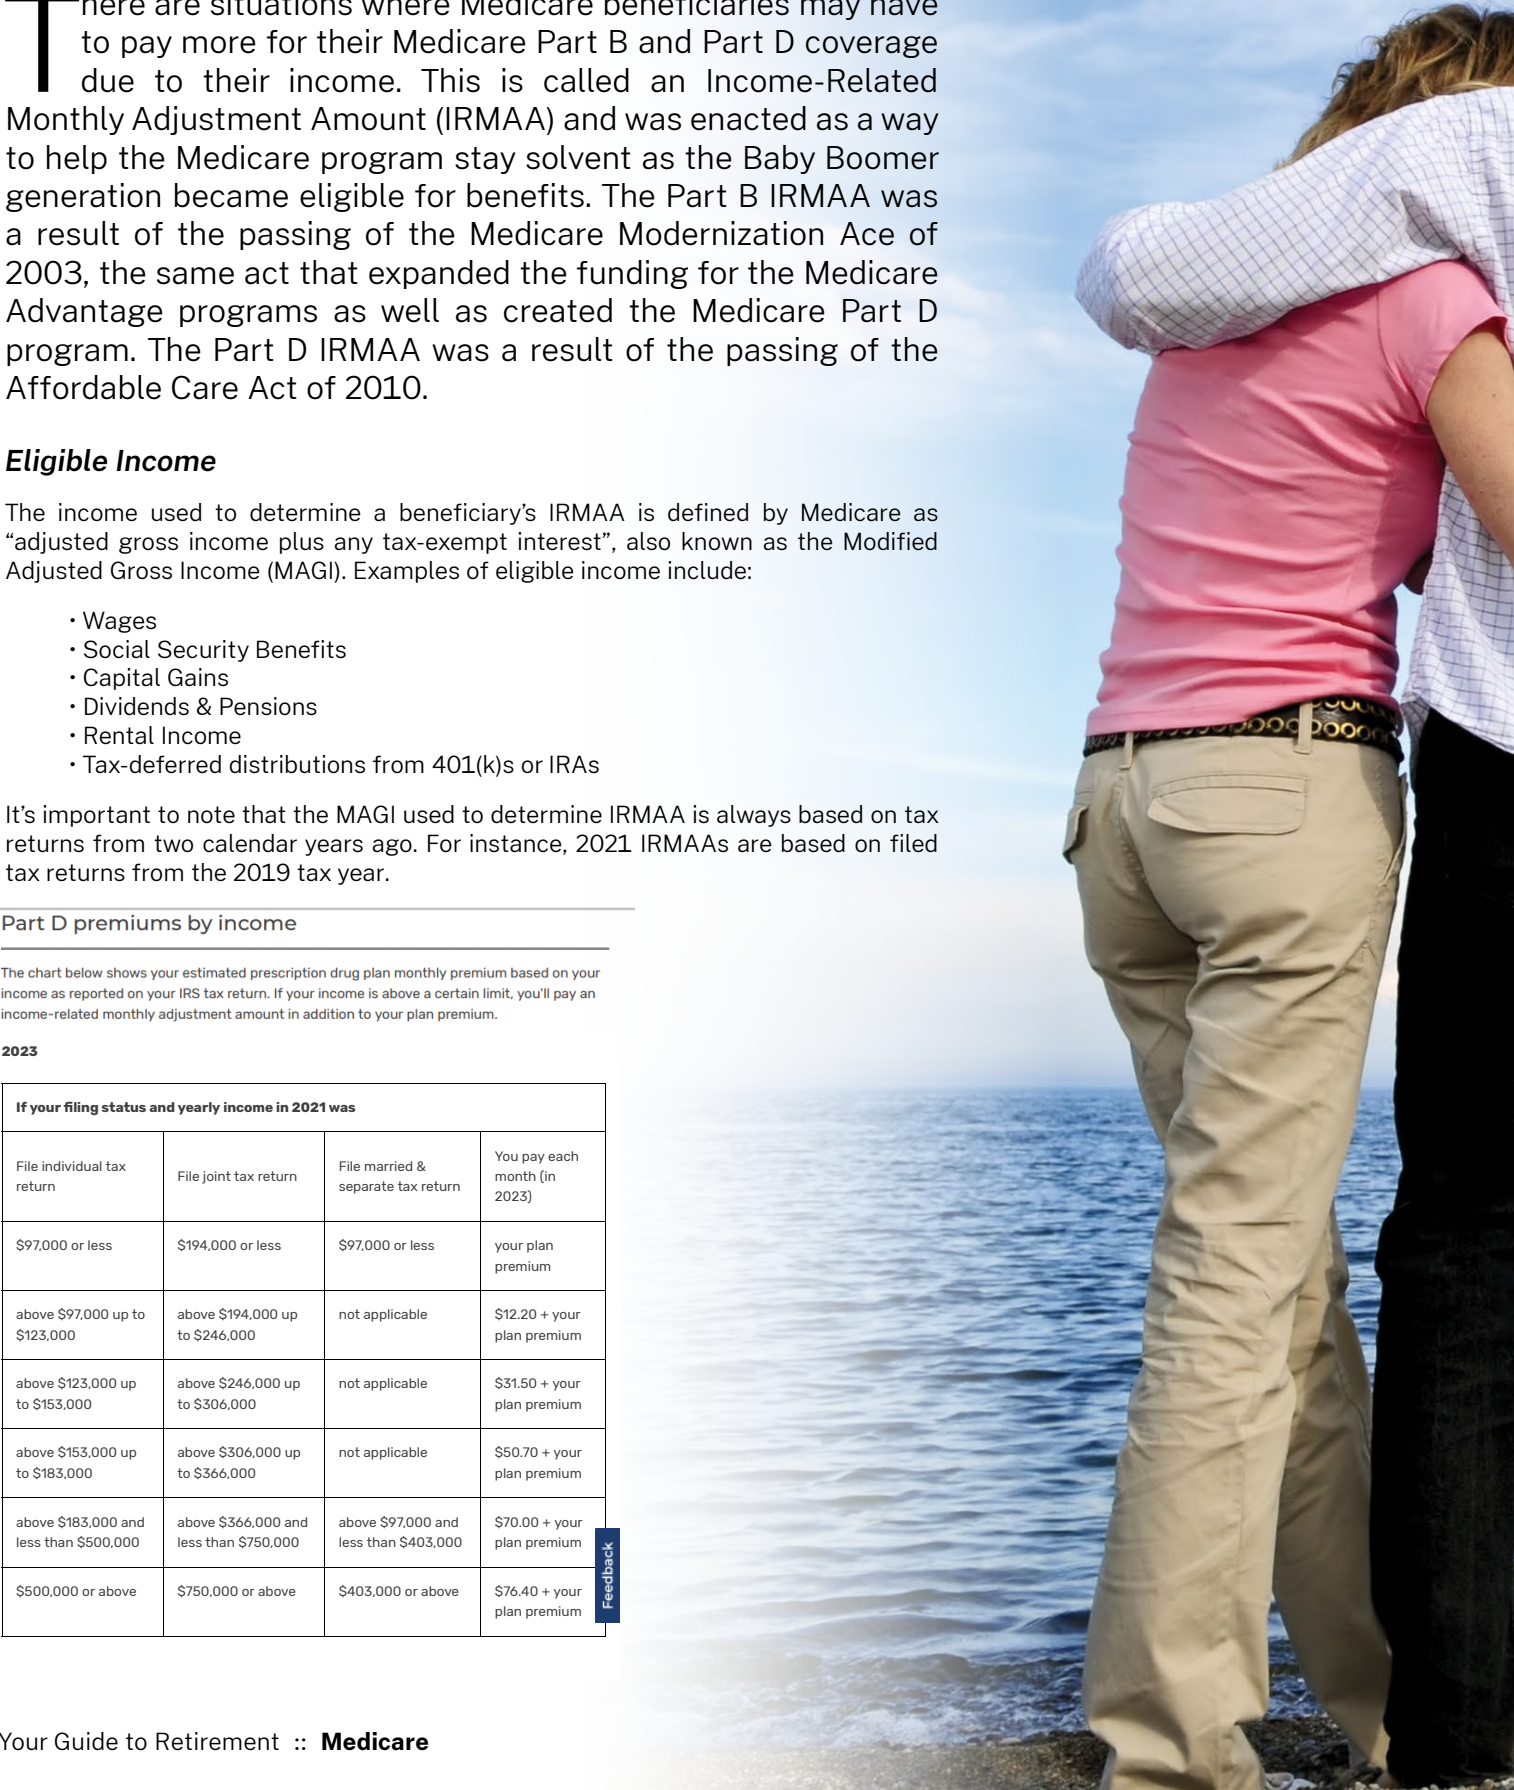 There are situations where Medicare beneficiaries may have
to pay more for their Medicare Part B and Part D coverage
due to their income. This is called an Income-Related
Monthly Adjustment Amount (IRMAA) and was enacted as a way
to help the Medicare program stay solvent as the Baby Boomer
generation became eligible for benefits. The Part B IRMAA was
a result of the passing of the Medicare Modernization Ace of
2003, the same act that expanded the funding for the Medicare
Advantage programs as well as created the Medicare Part D
program. The Part D IRMAA was a result of the passing of the
Affordable Care Act of 2010.
Eligible Income
The income used to determine a beneficiary's IRMAA is defined by Medicare as
“adjusted gross income plus any tax-exempt interest”, also known as the Modified
Adjusted Gross Income (MAGI). Examples of eligible income include:
• Wages
• Social Security Benefits
• Capital Gains
• Dividends & Pensions
• Rental Income
• Tax-deferred distributions from 401(k)s or IRAs
It's important to note that the MAGI used to determine IRMAA is always based on tax
returns from two calendar years ago. For instance, 2021 IRMAAs are based on filed
tax returns from the 2019 tax year.
Part D premiums by income
The chart below shows your estimated prescription drug plan monthly premium based on your
income as reported on your IRS tax return. If your income is above a certain limit, you'll pay an
income-related monthly adjustment amount in addition to your plan premium.
2023
If your filing status and yearly income in 2021 was
File individual tax
return
File joint tax return
File married &
separate tax return
You pay each
month (in
2023)
$97,000 or less
$194,000 or less
$97,000 or less
your plan
premium
above $97,000 up to
$123,000
above $194,000 up
to $246,000
not applicable
$12.20 + your
plan premium
above $123,000 up
to $153,000
above $246,000 up
to $306,000
not applicable
$31.50 + your
plan premium
above $153,000 up
to $183,000
above $306,000 up
to $366,000
not applicable
$50.70 + your
plan premium
above $183,000 and
less than $500,000
above $366,000 and
less than $750,000
above $97,000 and
less than $403,000
$70.00 + your
plan premium
$500,000 or above
$750,000 or above
$403,000 or above
$76.40 + your
plan premium
Feedback
Your Guide to Retirement :: Medicare